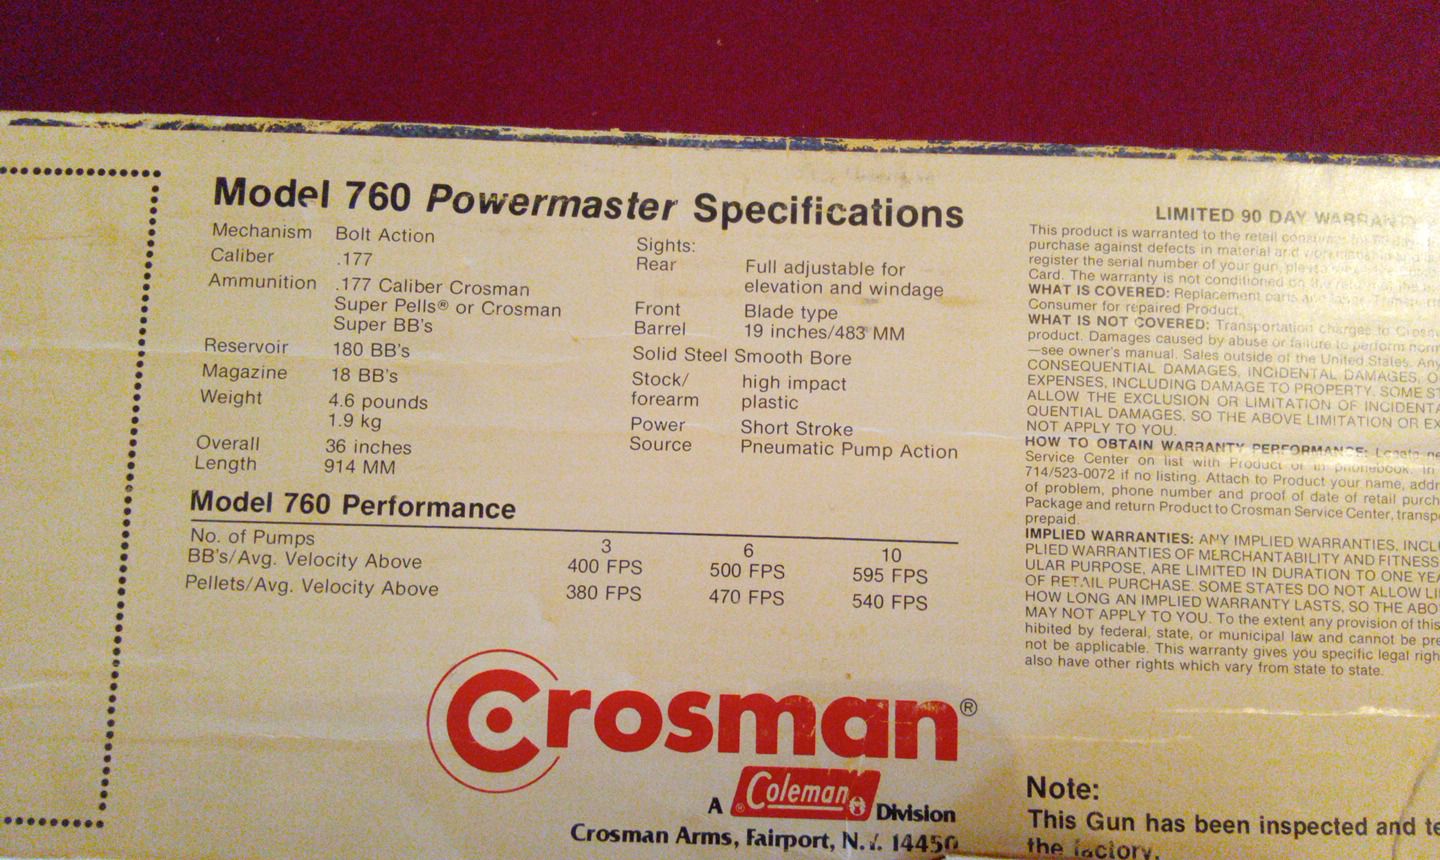 Model 760 Powermaster Specifications
Mechanism Bolt Action
Caliber .177
Ammunition .177 Caliber Crosman
Super Pells® or Crosman
Super BB's
Reservoir 180 BB's
Magazine 18 BB's
Weight 4.6 pounds
1.9 kg
Overall 36 inches
Length 914 MM
Sights:
Rear Full adjustable for
elevation and windage
Front Blade type
Barrel 19 inches/483 MM
Solid Steel Smooth Bore
Stock/ high impact
forearm plastic
Power Short Stroke
Source Pneumatic Pump Action
Model 760 Performance
No. of Pumps 3 6 10
BB's/Avg. Velocity Above 400 FPS 500 FPS 595 FPS
Pellets/Avg. Velocity Above 380 FPS 470 FPS 540 FPS
Crosman®
A Coleman® Division
Crosman Arms, Fairport, N.Y. 14450
LIMITED 90 DAY WARRANTY
This product is warranted to the retail
purchase against defects in material and workmanship and
register the serial number of your gun, please
Card. The warranty is not conditioned on the return of the
WHAT IS COVERED: Replacement parts and labor.
Consumer for repaired Product.
WHAT IS NOT COVERED: Transportation charges to
product. Damages caused by abuse or failure to perform
—see owner's manual. Sales outside of the United States. Any
CONSEQUENTIAL DAMAGES, INCIDENTAL DAMAGES,
EXPENSES, INCLUDING DAMAGE TO PROPERTY. SOME
ALLOW THE EXCLUSION OR LIMITATION OF
QUENTIAL DAMAGES, SO THE ABOVE LIMITATION OR
NOT APPLY TO YOU.
HOW TO OBTAIN WARRANTY PERFORMANCE: Locate
Service Center on list with Product or in phonebook. In
714/523-0072 if no listing. Attach to Product your name,
of problem, phone number and proof of date of retail
Package and return Product to Crosman Service Center,
prepaid.
IMPLIED WARRANTIES: ANY IMPLIED WARRANTIES,
PLIED WARRANTIES OF MERCHANTABILITY AND FITNESS
ULAR PURPOSE, ARE LIMITED IN DURATION TO ONE
OF RETAIL PURCHASE. SOME STATES DO NOT ALLOW
HOW LONG AN IMPLIED WARRANTY LASTS, SO THE
MAY NOT APPLY TO YOU. To the extent any provision of this
hibited by federal, state, or municipal law and cannot be
not be applicable. This warranty gives you specific legal
also have other rights which vary from state to state.
Note:
This Gun has been inspected and
the factory.